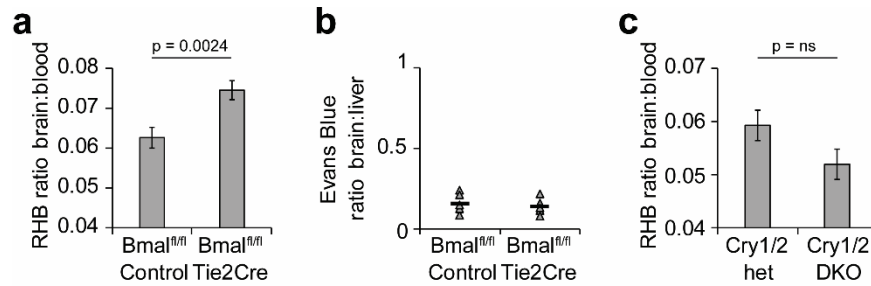 a
p = 0.0024
RHB ratio brain:blood
0.08
0.07
0.06
0.05
0.04
Bmalfl/fl Bmalfl/fl
Control Tie2Cre
b
Evans Blue
ratio brain:liver
1
0.5
0
Bmalfl/fl Bmalfl/fl
Control Tie2Cre
c
p = ns
RHB ratio brain:blood
0.07
0.06
0.05
0.04
Cry1/2 Cry1/2
het DKO